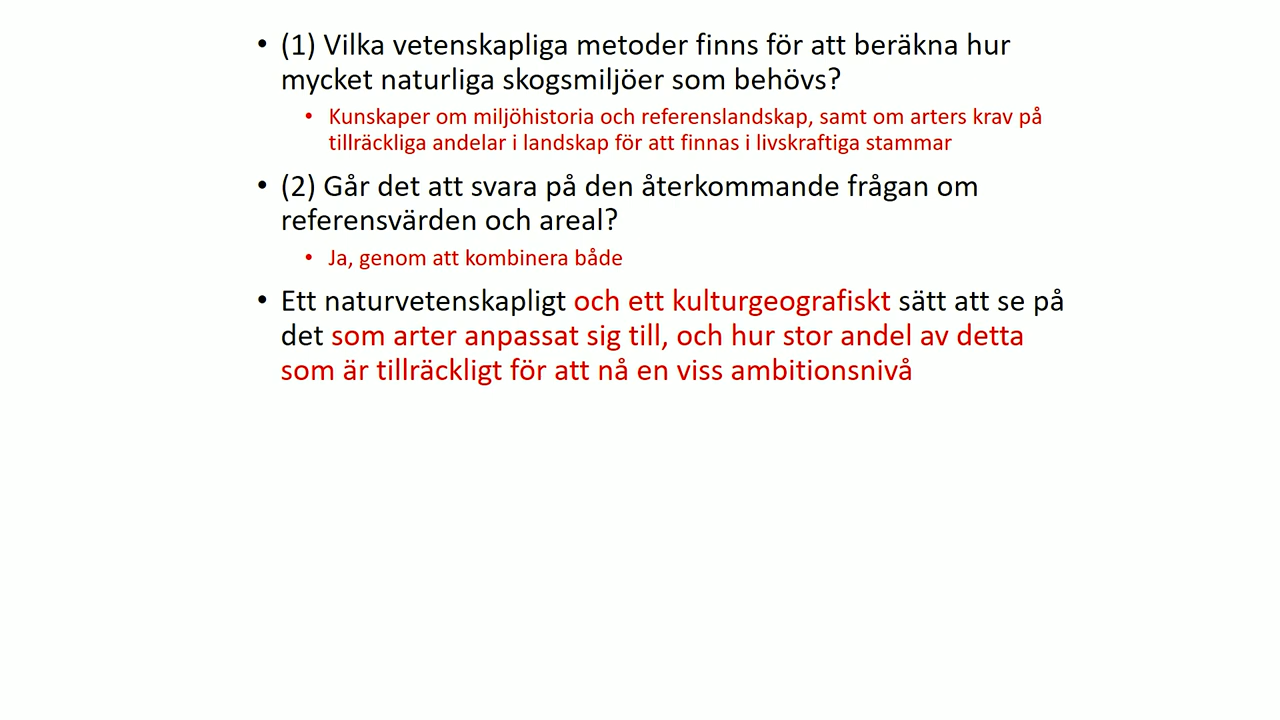 • (1) Vilka vetenskapliga metoder finns för att beräkna hur
mycket naturliga skogsmiljöer som behövs?
• Kunskaper om miljöhistoria och referenslandskap, samt om arters krav på
tillräckliga andelar i landskap för att finnas i livskraftiga stammar
• (2) Går det att svara på den återkommande frågan om
referensvärden och areal?
• Ja, genom att kombinera både
• Ett naturvetenskapligt och ett kulturgeografiskt sätt att se på
det som arter anpassat sig till, och hur stor andel av detta
som är tillräckligt för att nå en viss ambitionsnivå